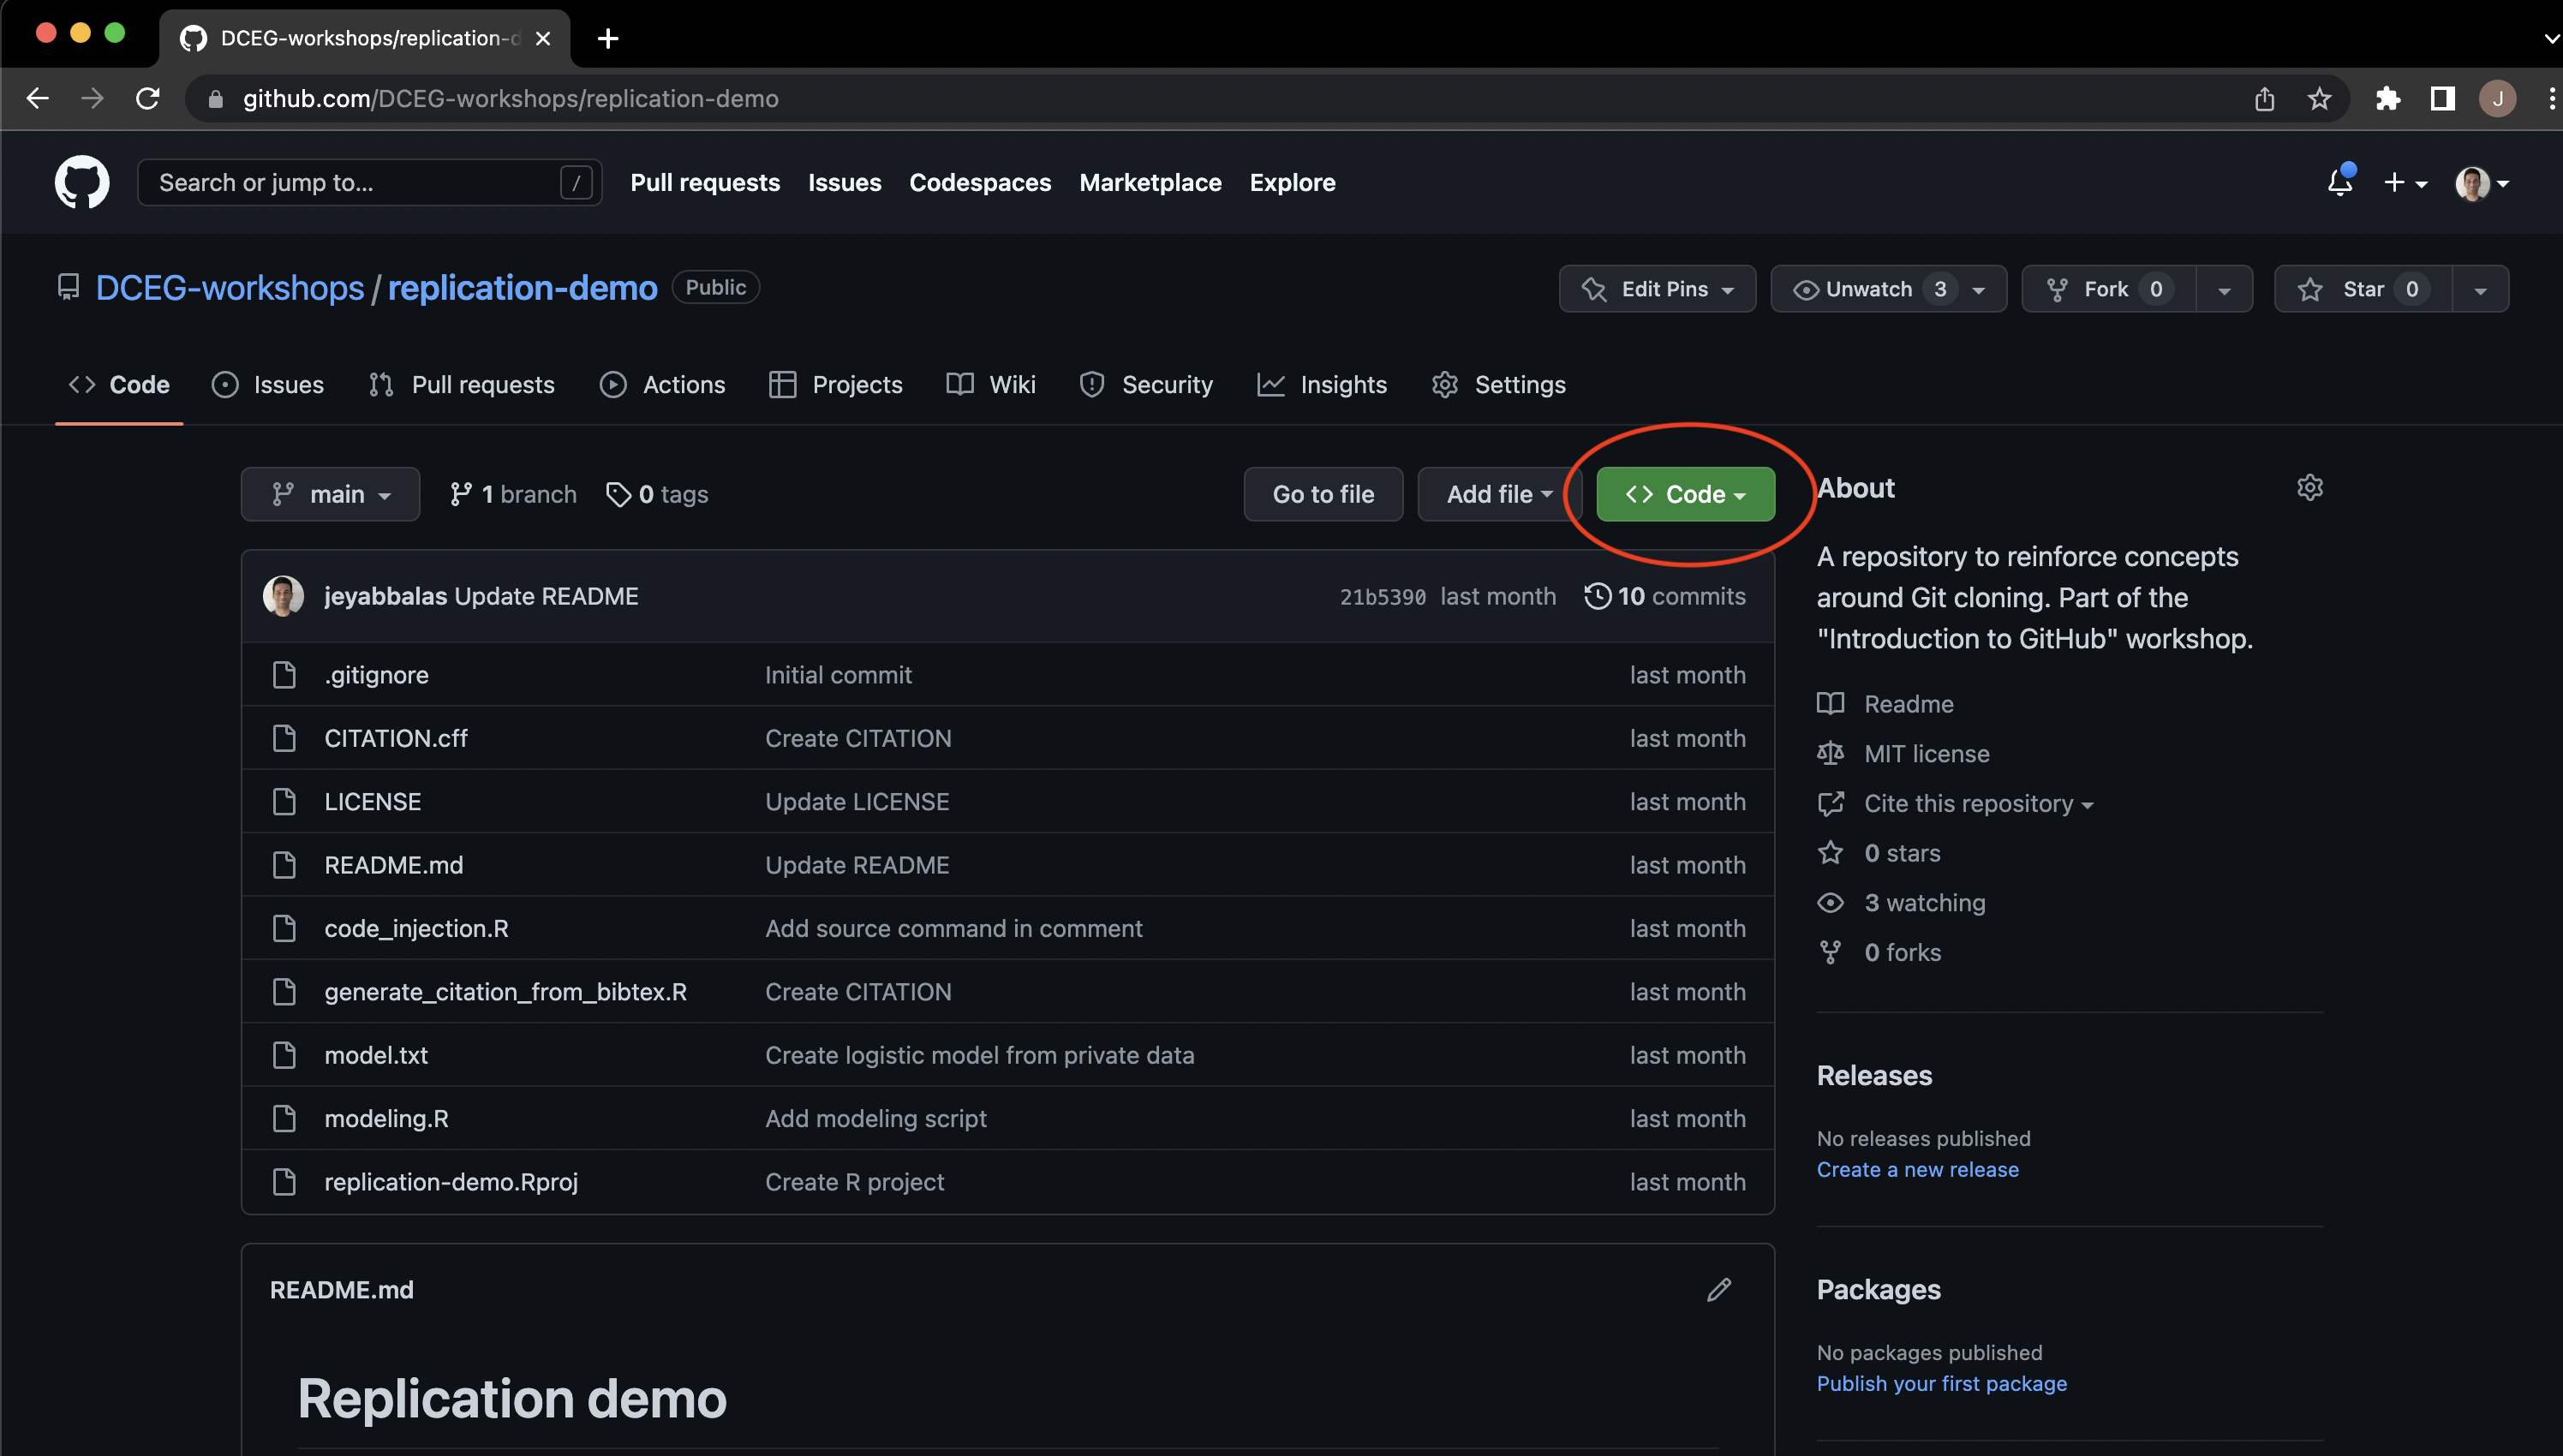 DCEG-workshops/replication-d
github.com/DCEG-workshops/replication-demo
J
Search or jump to... /
Pull requests Issues Codespaces Marketplace Explore
DCEG-workshops / replication-demo Public
Edit Pins Unwatch 3 Fork 0 Star 0
Code Issues Pull requests Actions Projects Wiki Security Insights Settings
main 1 branch 0 tags Go to file Add file Code
jeyabbalas Update README 21b5390 last month 10 commits
.gitignore Initial commit last month
CITATION.cff Create CITATION last month
LICENSE Update LICENSE last month
README.md Update README last month
code_injection.R Add source command in comment last month
generate_citation_from_bibtex.R Create CITATION last month
model.txt Create logistic model from private data last month
modeling.R Add modeling script last month
replication-demo.Rproj Create R project last month
README.md
Replication demo
About
A repository to reinforce concepts
around Git cloning. Part of the
"Introduction to GitHub" workshop.
Readme
MIT license
Cite this repository
0 stars
3 watching
0 forks
Releases
No releases published
Create a new release
Packages
No packages published
Publish your first package